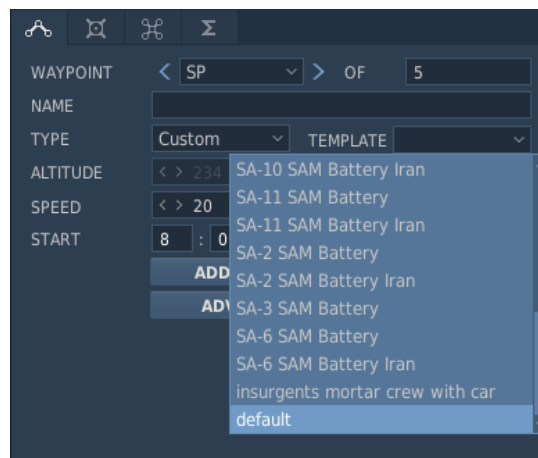 Σ
WAYPOINT < SP > OF 5
NAME
TYPE Custom TEMPLATE
ALTITUDE < > 234
SPEED < > 20
START 8 : 0
ADD
SA-10 SAM Battery Iran
SA-11 SAM Battery
SA-11 SAM Battery Iran
SA-2 SAM Battery
SA-2 SAM Battery Iran
SA-3 SAM Battery
SA-6 SAM Battery
SA-6 SAM Battery Iran
insurgents mortar crew with car
default